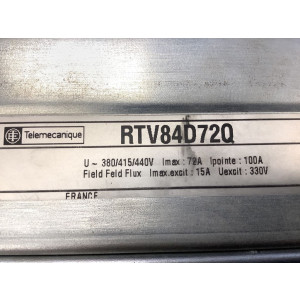 Telemecanique
RTV84D72Q
U ~ 380/415/440V Imax : 72A Ipointe : 100A
Field Feld Flux Imax.excit : 15A Uexcit : 330V
FRANCE